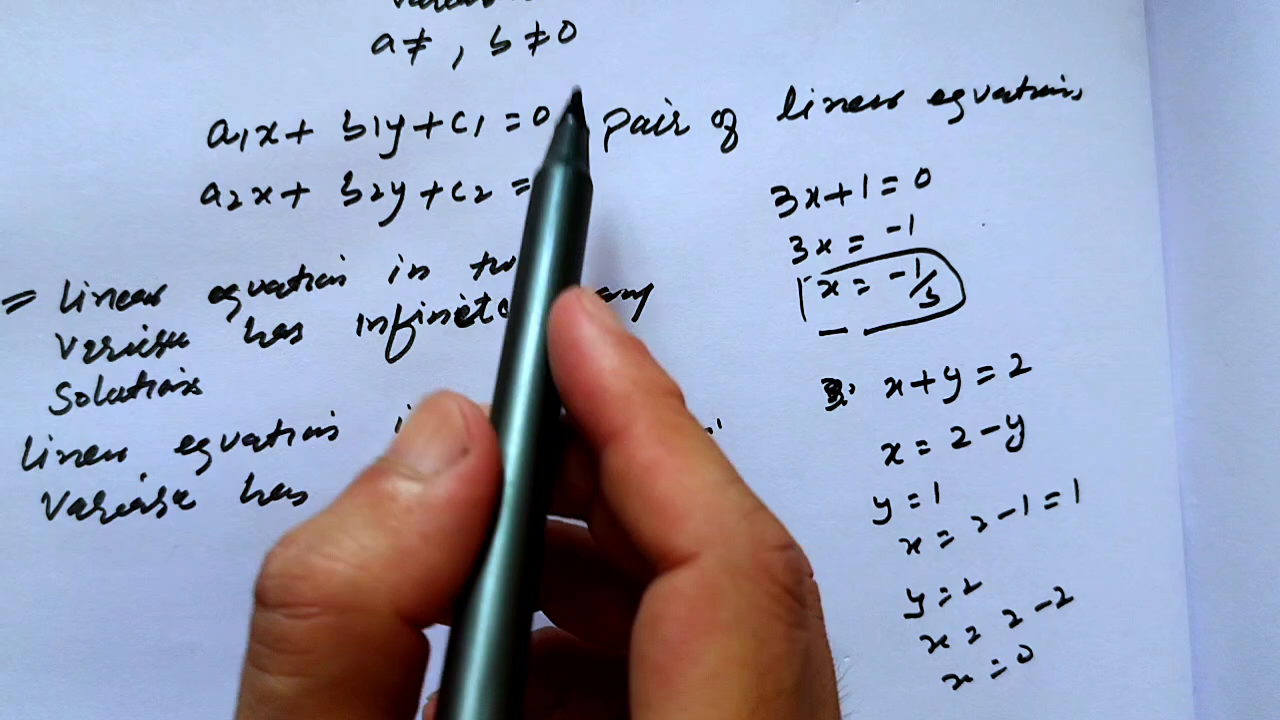 a ≠ , b ≠ 0
a1x + b1y + c1 = 0 pair of linear equations
a2x + b2y + c2 =
= linear equation in
variable has infinite
solutions
linear equations
variable has
3x + 1 = 0
3x = -1
x = -1/3
x + y = 2
x = 2 - y
y = 1
x = 2 - 1 = 1
y = 2
x = 2 - 2
x = 0